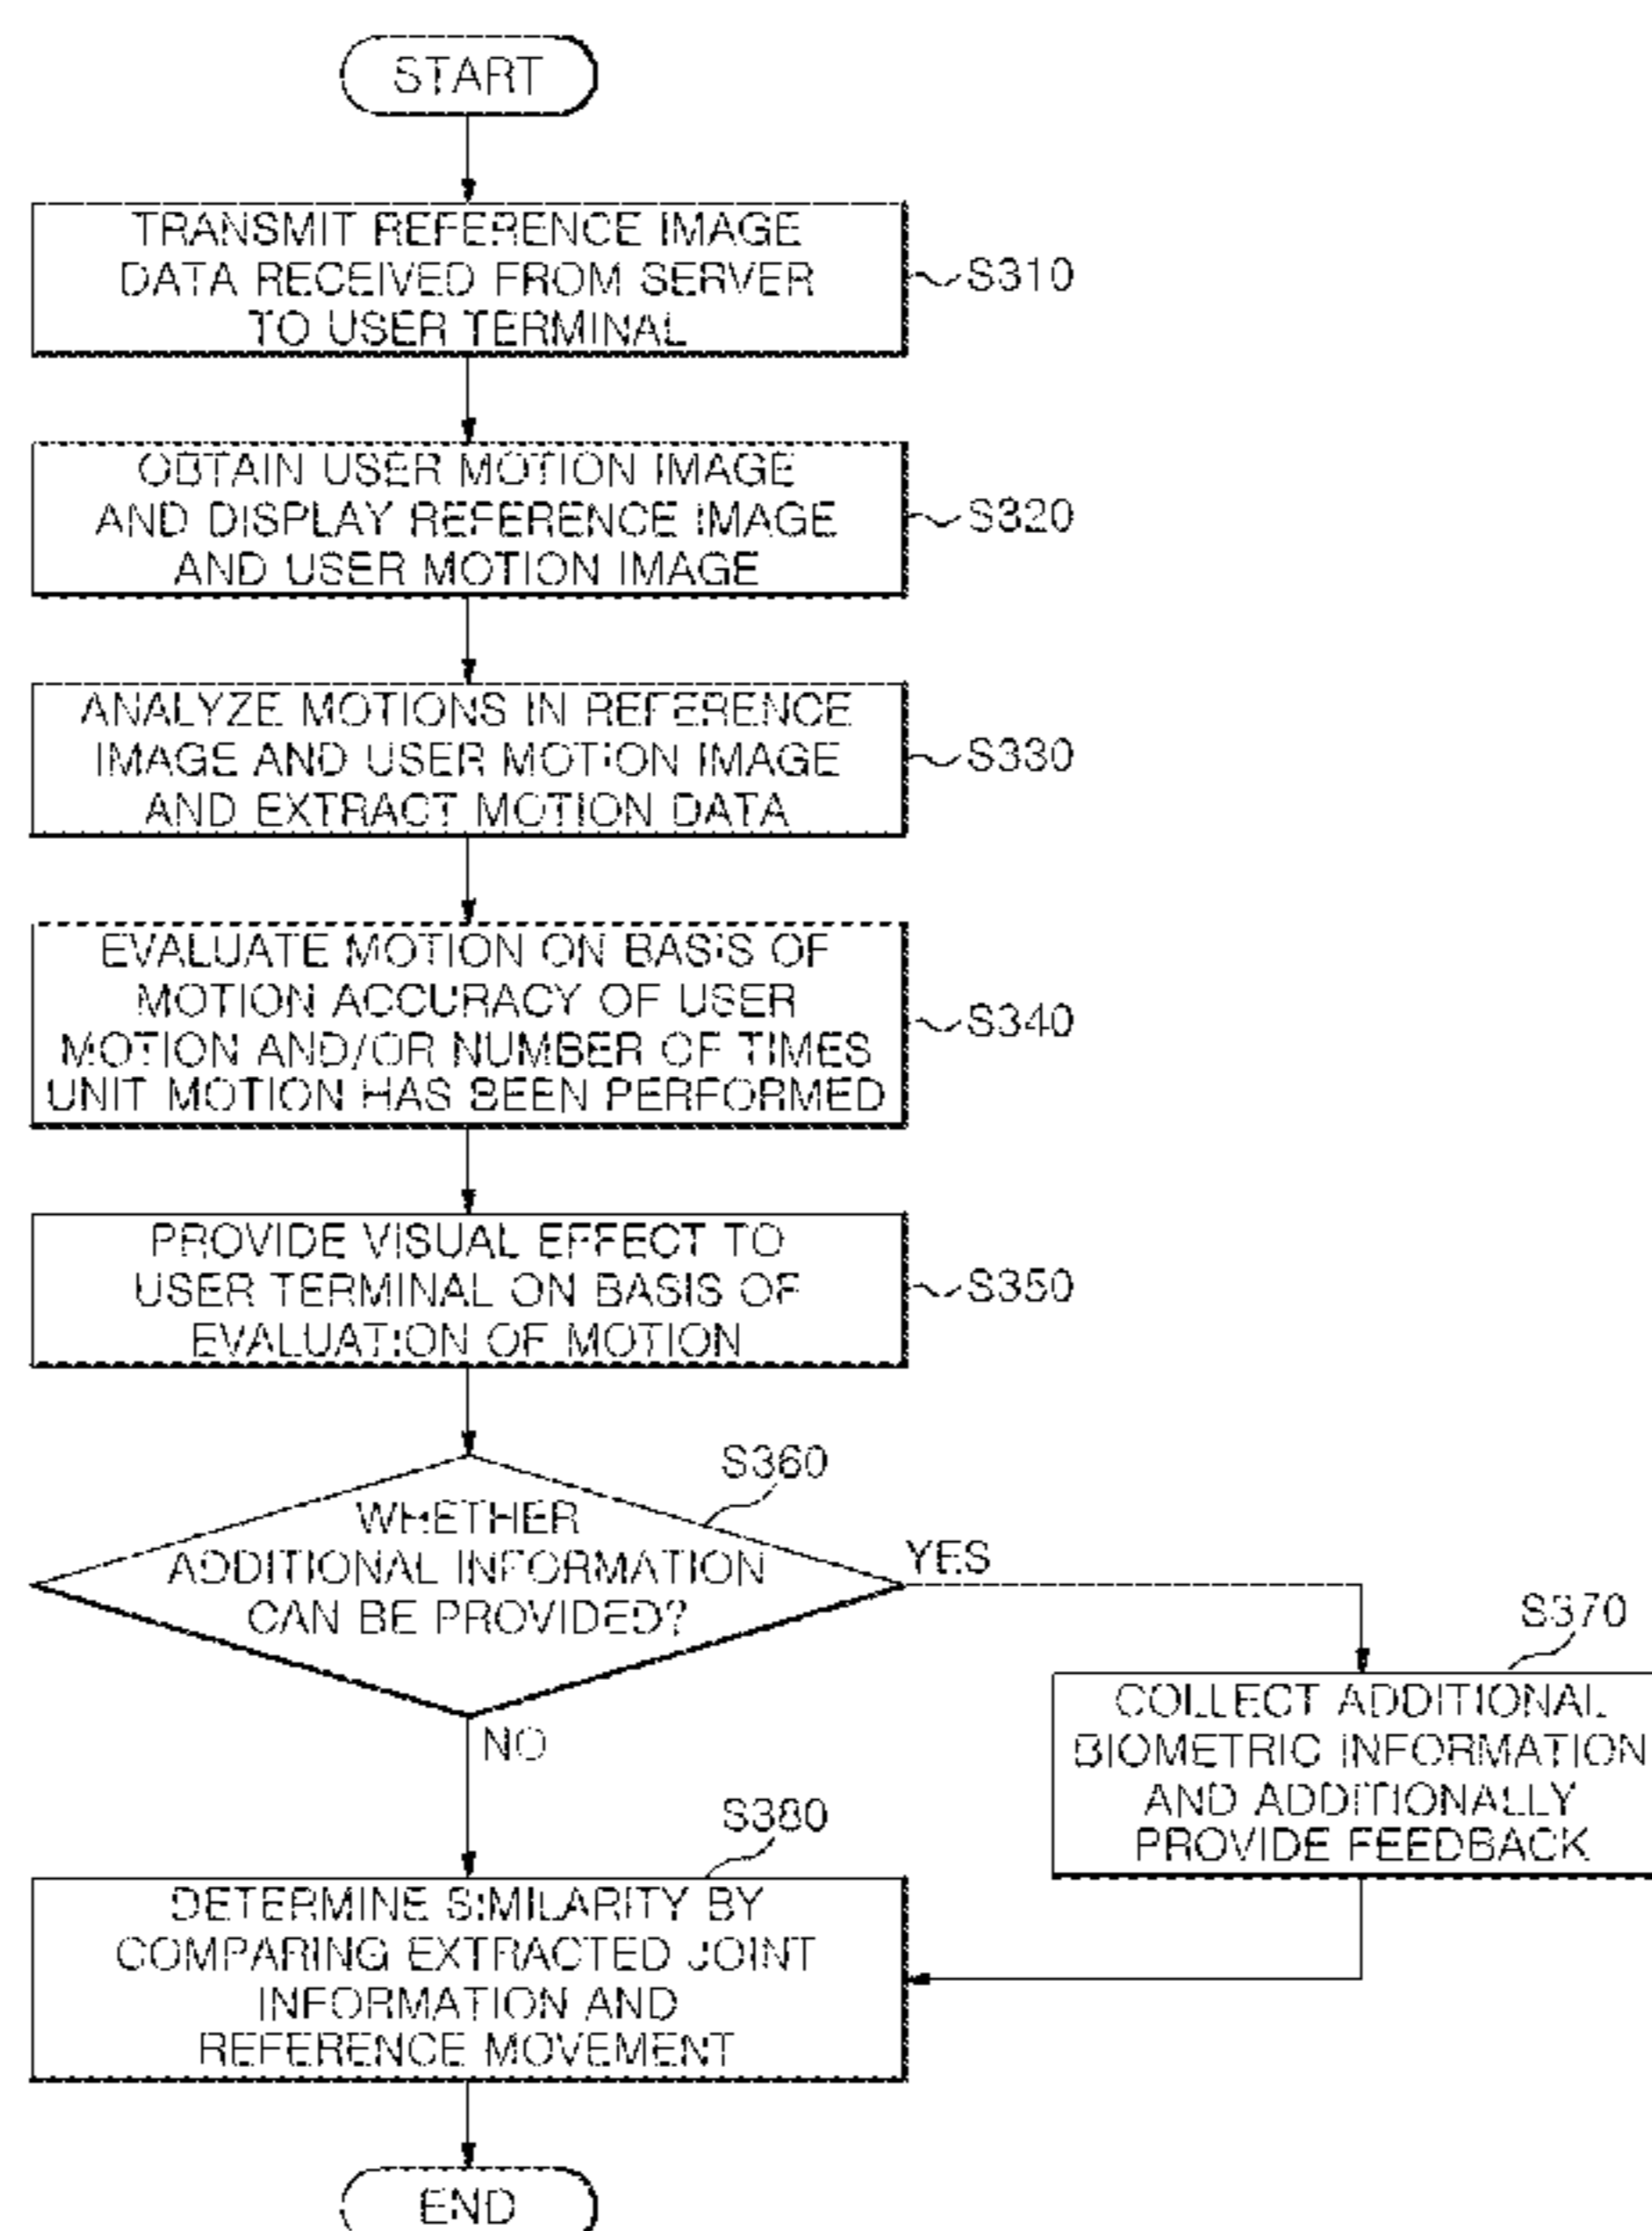 START
TRANSMIT REFERENCE IMAGE
DATA RECEIVED FROM SERVER
TO USER TERMINAL
S310
OBTAIN USER MOTION IMAGE
AND DISPLAY REFERENCE IMAGE
AND USER MOTION IMAGE
S320
ANALYZE MOTIONS IN REFERENCE
IMAGE AND USER MOTION IMAGE
AND EXTRACT MOTION DATA
S330
EVALUATE MOTION ON BASIS OF
MOTION ACCURACY OF USER
MOTION AND/OR NUMBER OF TIMES
UNIT MOTION HAS BEEN PERFORMED
S340
PROVIDE VISUAL EFFECT TO
USER TERMINAL ON BASIS OF
EVALUATION OF MOTION
S350
S360
WHETHER
ADDITIONAL INFORMATION
CAN BE PROVIDED?
YES
NO
S370
COLLECT ADDITIONAL
BIOMETRIC INFORMATION
AND ADDITIONALLY
PROVIDE FEEDBACK
S380
DETERMINE SIMILARITY BY
COMPARING EXTRACTED JOINT
INFORMATION AND
REFERENCE MOVEMENT
END